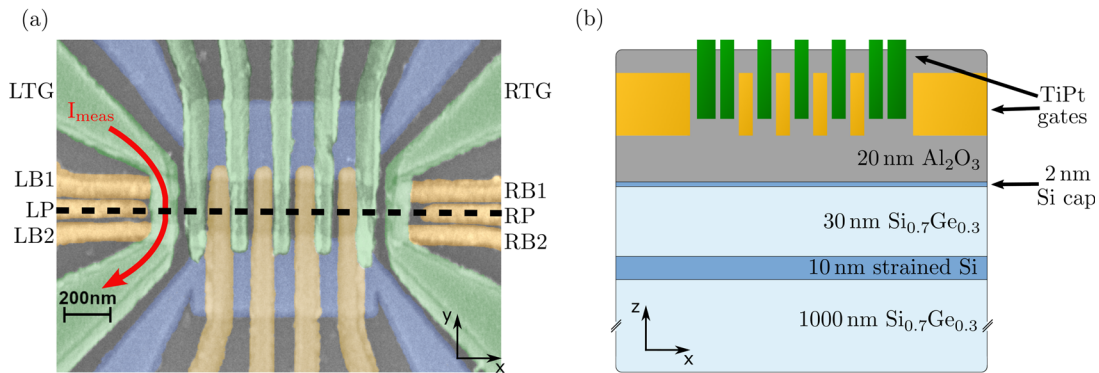 (a)
LTG
RTG
I_meas
LB1
LP
LB2
RB1
RP
RB2
200nm
y
x
(b)
TiPt
gates
20 nm Al₂O₃
2 nm
Si cap
30 nm Si₀.₇Ge₀.₃
10 nm strained Si
1000 nm Si₀.₇Ge₀.₃
z
x